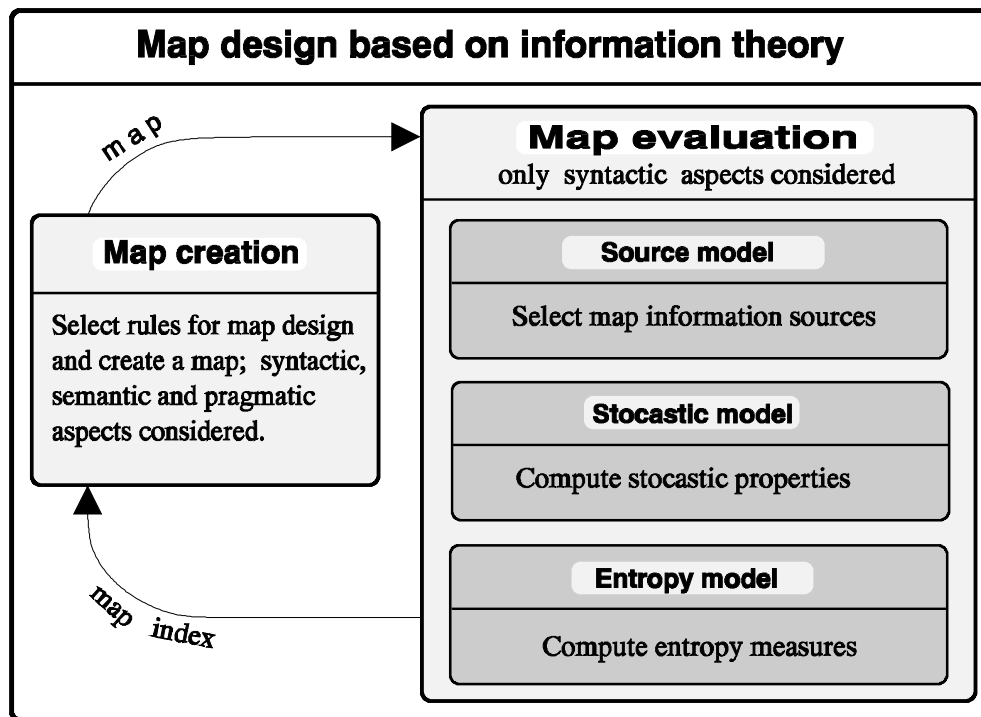 Map design based on information theory
map
Map evaluation
only syntactic aspects considered
Map creation
Select rules for map design
and create a map; syntactic,
semantic and pragmatic
aspects considered.
Source model
Select map information sources
Stocastic model
Compute stocastic properties
Entropy model
Compute entropy measures
map index